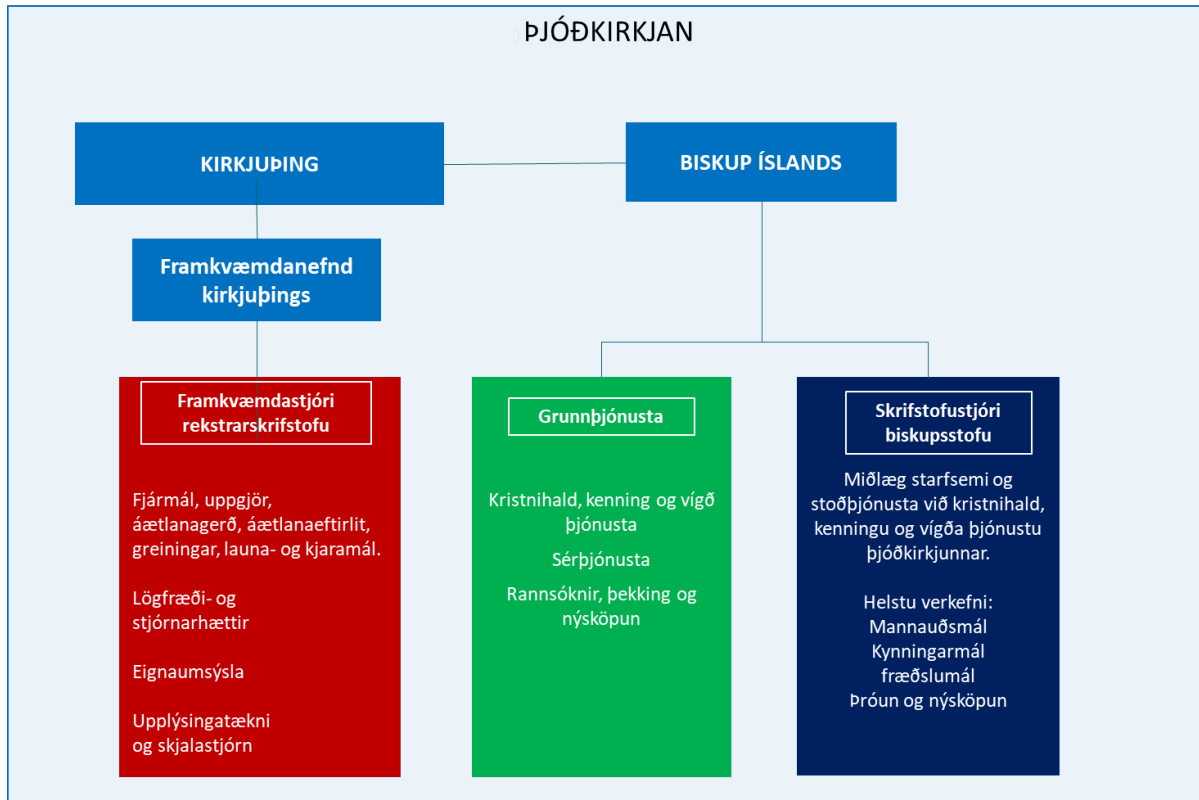 ÞJÓÐKIRKJAN
KIRKJUÞING
BISKUP ÍSLANDS
Framkvæmdanefnd
kirkjuþings
Framkvæmdastjóri
rekstrarskrifstofu
Fjármál, uppgjör,
áætlanagerð, áætlanaeftirlit,
greiningar, launa- og kjaramál.
Lögfræði- og
stjórnarhættir
Eignaumsýsla
Upplýsingatækni
og skjalastjórn
Grunnþjónusta
Kristnihald, kenning og vígð
þjónusta
Sérþjónusta
Rannsóknir, þekking og
nýsköpun
Skrifstofustjóri
biskupsstofu
Miðlæg starfsemi og
stoðþjónusta við kristnihald,
kenningu og vígða þjónustu
þjóðkirkjunnar.
Helstu verkefni:
Mannauðsmál
Kynningarmál
fræðslumál
Þróun og nýsköpun